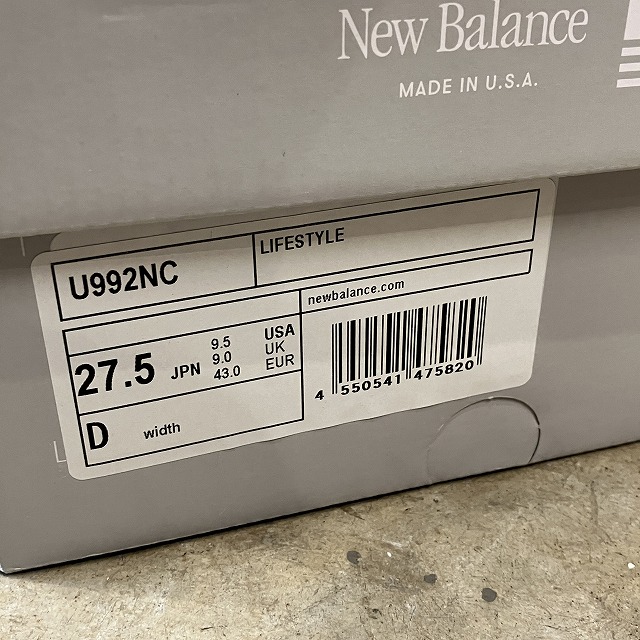 New Balance
MADE IN U.S.A.
U992NC
LIFESTYLE
newbalance.com
27.5 JPN
9.5 USA
9.0 UK
43.0 EUR
D width
4 550541 475820